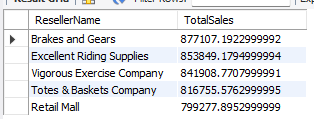 ResellerName TotalSales
Brakes and Gears 877107.1922999992
Excellent Riding Supplies 853849.1794999994
Vigorous Exercise Company 841908.7707999991
Totes & Baskets Company 816755.5762999995
Retail Mall 799277.8952999999